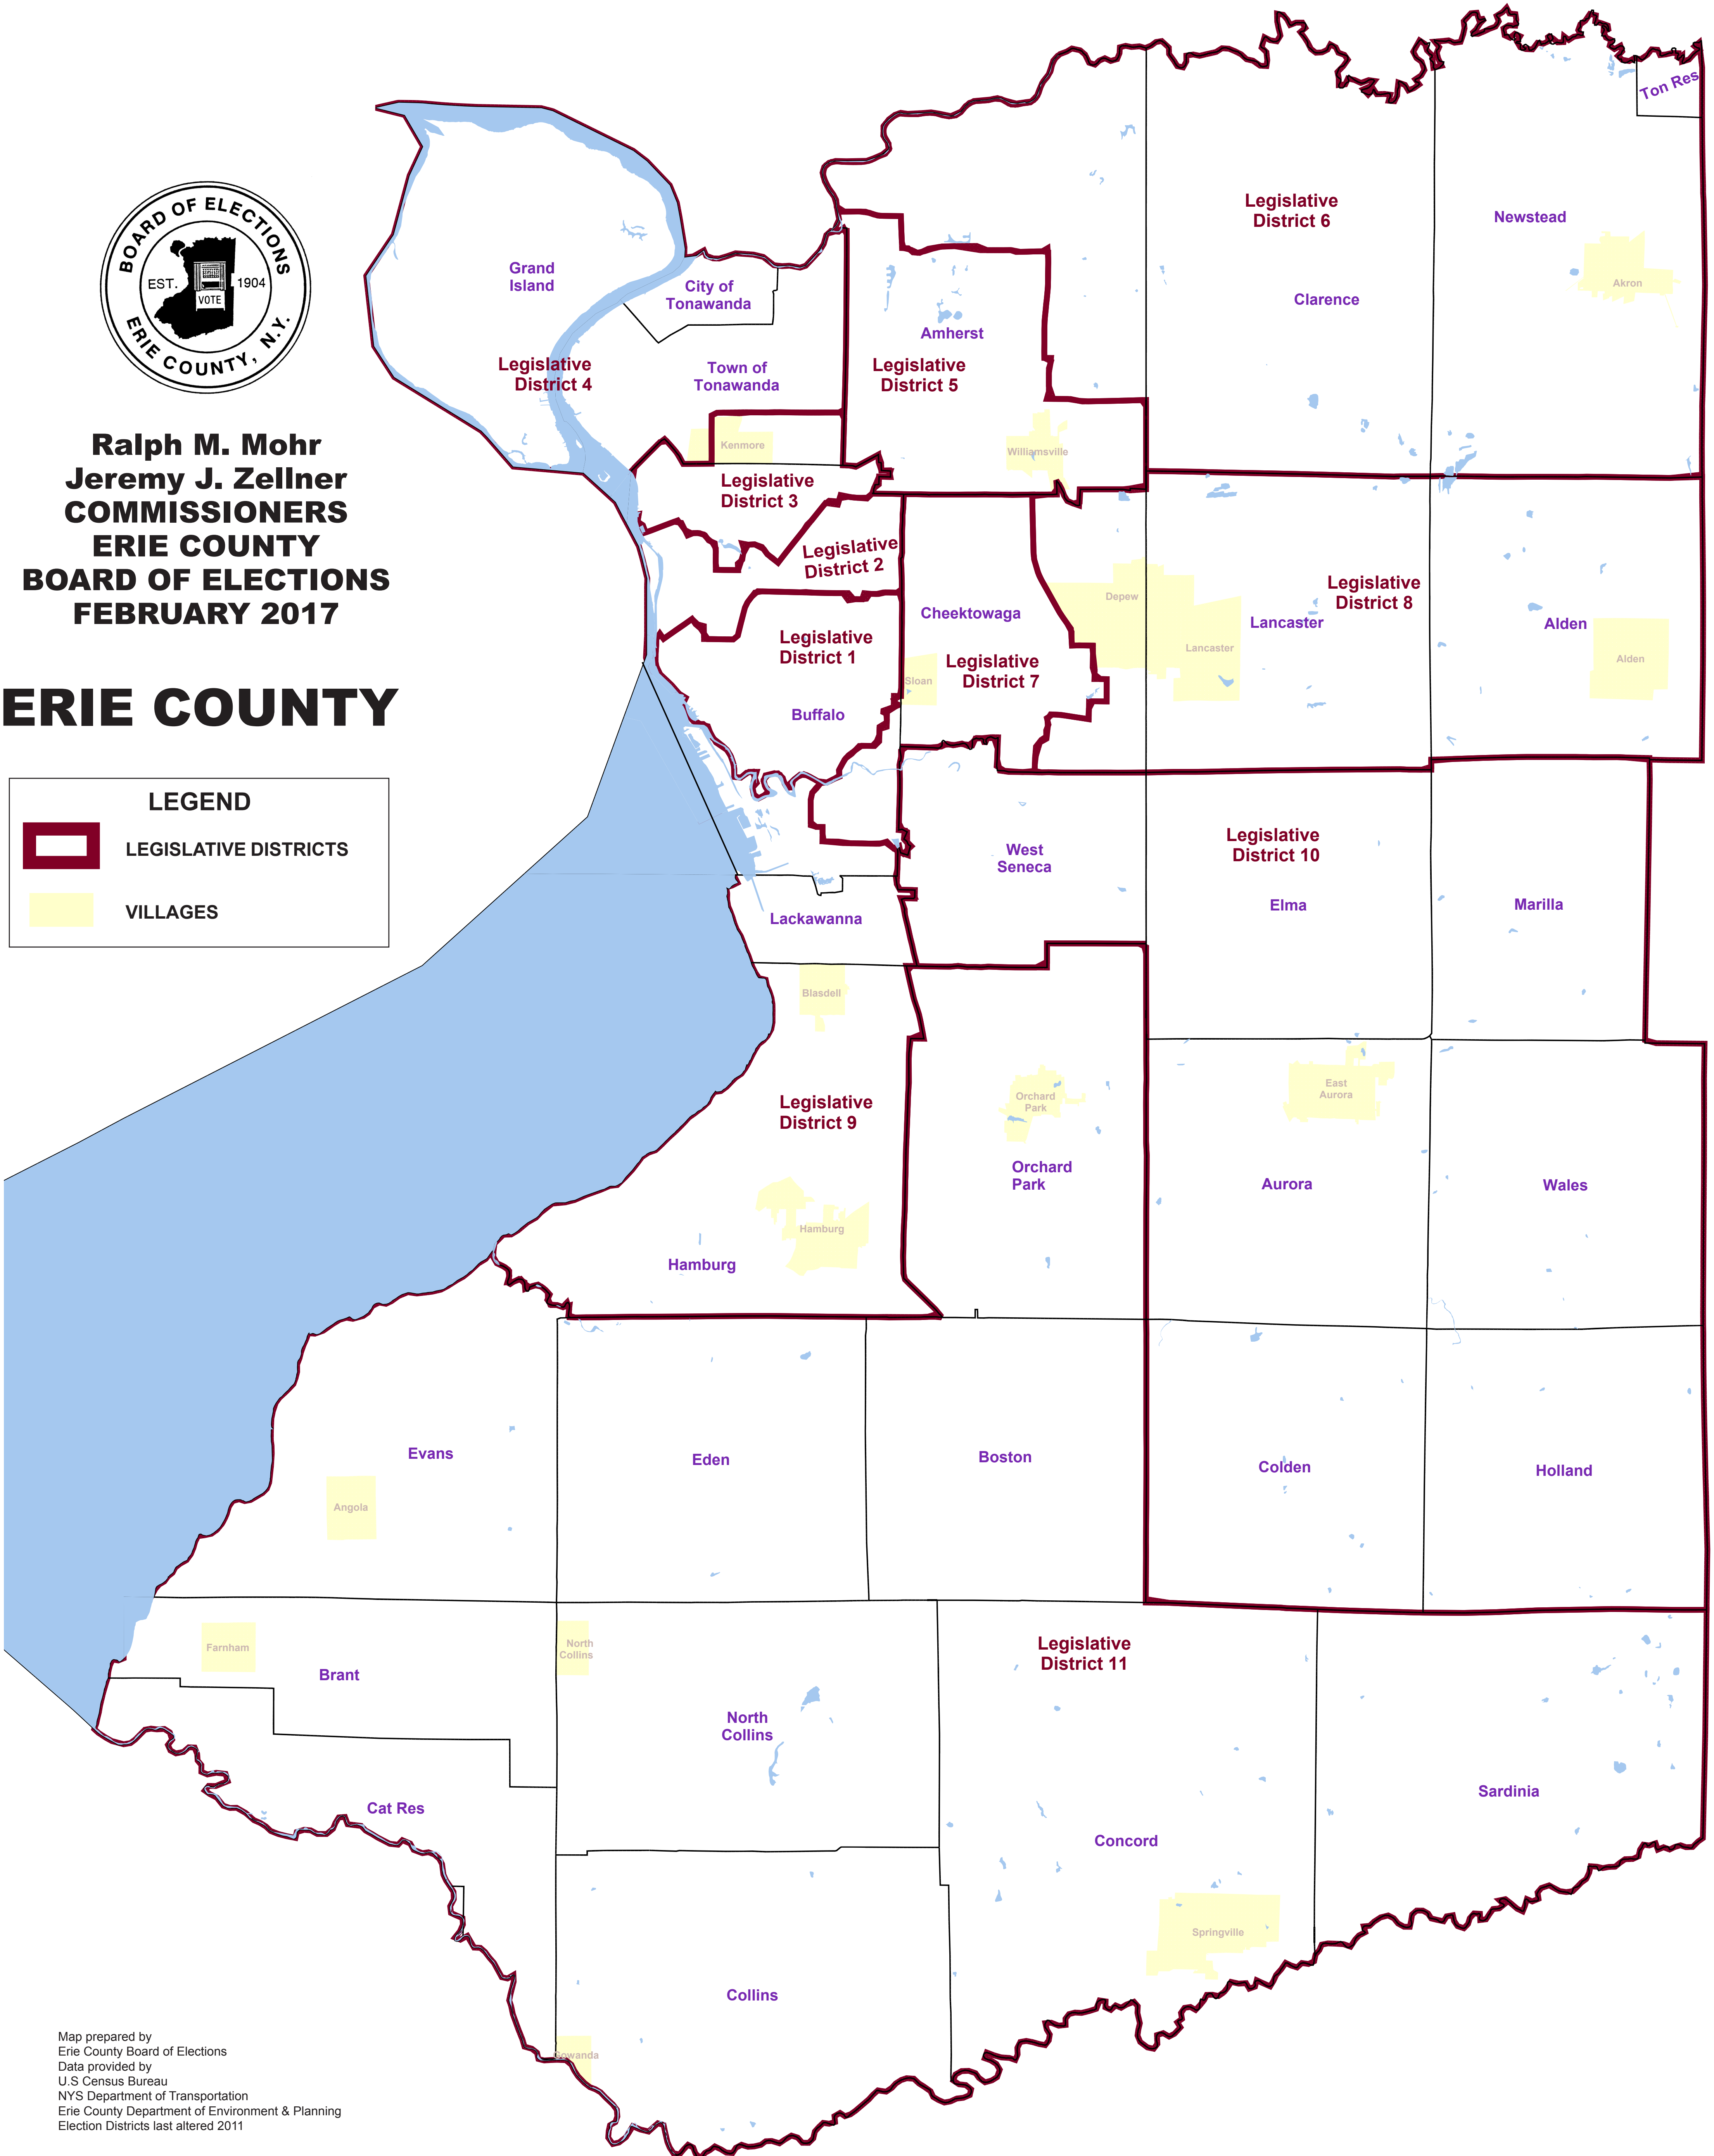 BOARD OF ELECTIONS
EST. 1904
VOTE
ERIE COUNTY, N.Y.
Ralph M. Mohr
Jeremy J. Zellner
COMMISSIONERS
ERIE COUNTY
BOARD OF ELECTIONS
FEBRUARY 2017
ERIE COUNTY
LEGEND
LEGISLATIVE DISTRICTS
VILLAGES
Ton Res
Legislative
District 6
Newstead
Akron
Clarence
Grand
Island
City of
Tonawanda
Amherst
Legislative
District 4
Town of
Tonawanda
Legislative
District 5
Kenmore
Williamsville
Legislative
District 3
Legislative
District 2
Depew
Legislative
District 8
Cheektowaga
Lancaster
Alden
Legislative
District 1
Lancaster
Alden
Legislative
District 7
Sloan
Buffalo
West
Seneca
Legislative
District 10
Elma
Marilla
Lackawanna
Blasdell
Legislative
District 9
Orchard
Park
East
Aurora
Orchard
Park
Aurora
Wales
Hamburg
Hamburg
Evans
Eden
Boston
Colden
Holland
Angola
Farnham
North
Collins
Legislative
District 11
Brant
North
Collins
Cat Res
Sardinia
Concord
Springville
Collins
Gowanda
Map prepared by
Erie County Board of Elections
Data provided by
U.S Census Bureau
NYS Department of Transportation
Erie County Department of Environment & Planning
Election Districts last altered 2011